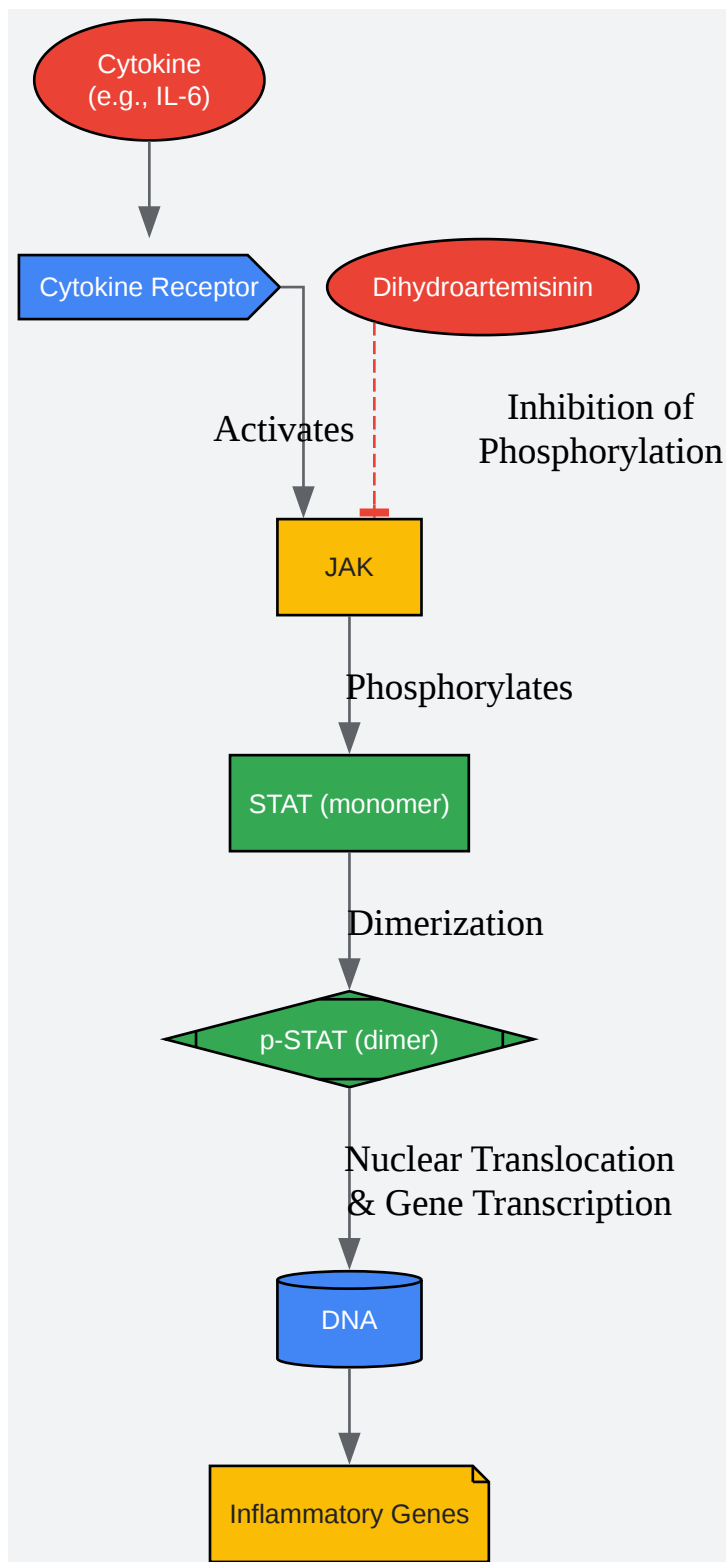 Cytokine
(e.g., IL-6)
Cytokine Receptor
Dihydroartemisinin
Activates
Inhibition of
Phosphorylation
JAK
Phosphorylates
STAT (monomer)
Dimerization
p-STAT (dimer)
Nuclear Translocation
& Gene Transcription
DNA
Inflammatory Genes